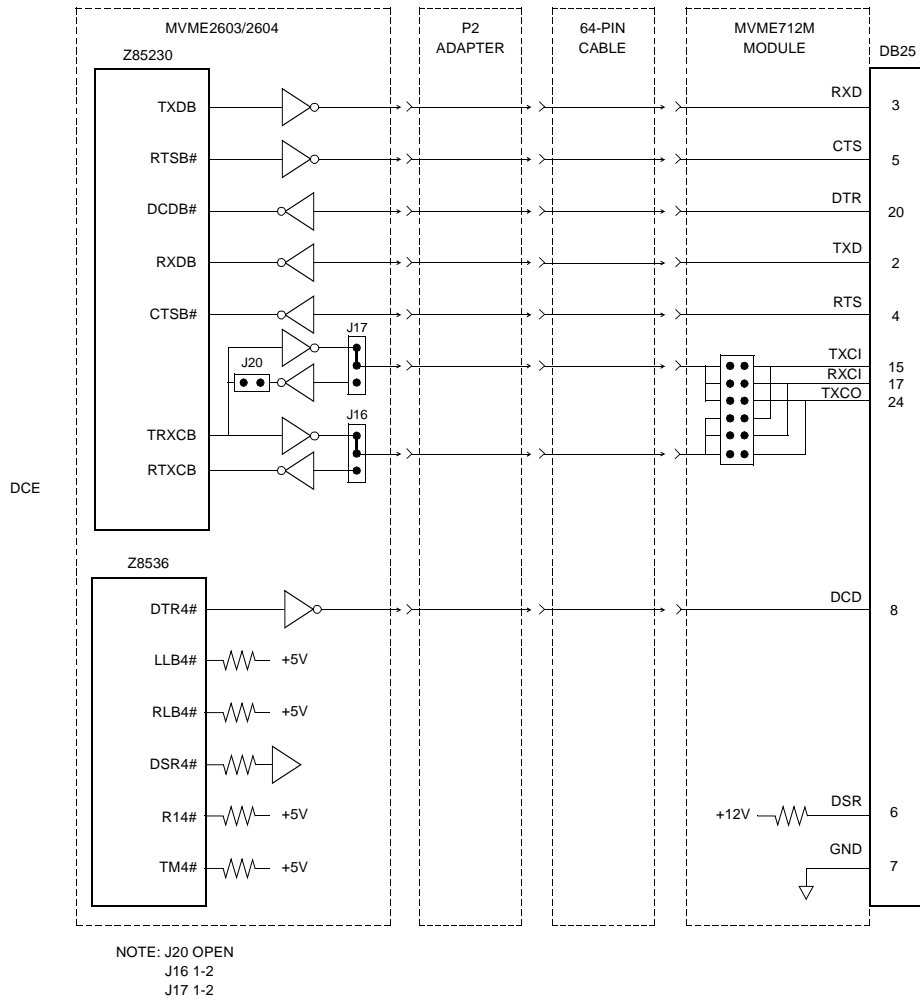 MVME2603/2604
P2
ADAPTER
64-PIN
CABLE
MVME712M
MODULE
DB25
Z85230
TXDB
RXD
3
RTSB#
CTS
5
DCDB#
DTR
20
RXDB
TXD
2
CTSB#
RTS
4
J17
J20
TXCI
15
RXCI
17
TXCO
24
J16
TRXCB
RTXCB
DCE
Z8536
DTR4#
DCD
8
LLB4#
+5V
RLB4#
+5V
DSR4#
R14#
+5V
+12V
DSR
6
TM4#
+5V
GND
7
NOTE: J20 OPEN
J16 1-2
J17 1-2